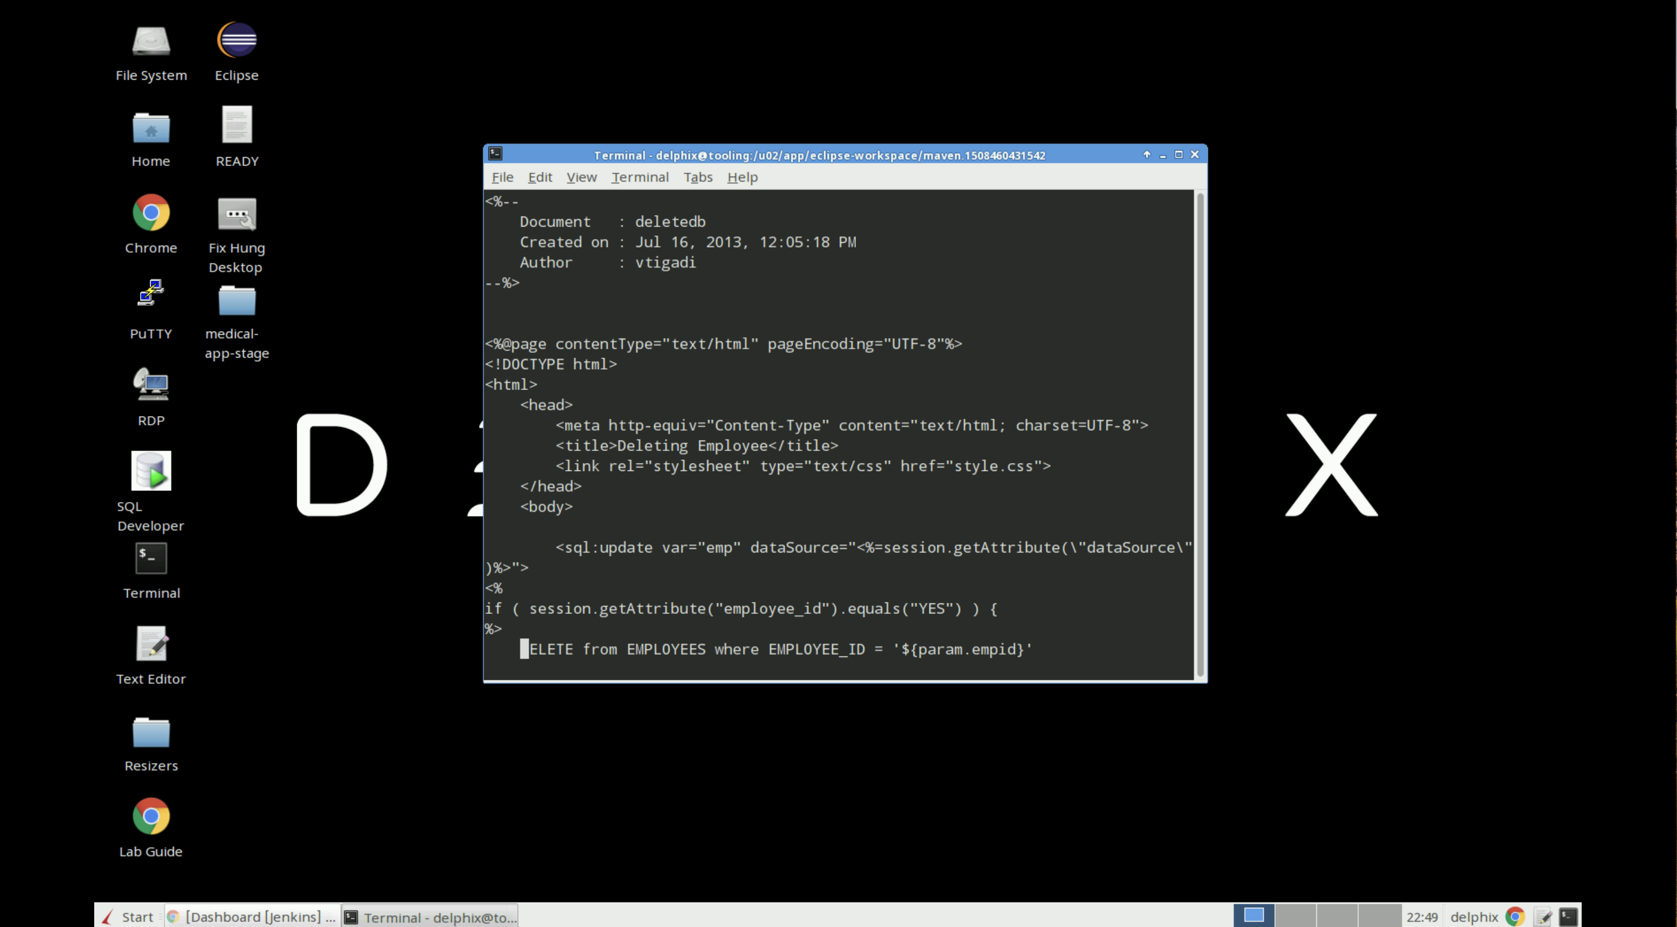 File System
Eclipse
Home
READY
Chrome
Fix Hung
Desktop
PuTTY
medical-
app-stage
RDP
SQL
Developer
Terminal
Text Editor
Resizers
Lab Guide
D
X
Terminal - delphix@tooling:/u02/app/eclipse-workspace/maven.1508460431542
File Edit View Terminal Tabs Help
<%--
    Document   : deletedb
    Created on : Jul 16, 2013, 12:05:18 PM
    Author     : vtigadi
--%>
<%@page contentType="text/html" pageEncoding="UTF-8"%>
<!DOCTYPE html>
<html>
    <head>
        <meta http-equiv="Content-Type" content="text/html; charset=UTF-8">
        <title>Deleting Employee</title>
        <link rel="stylesheet" type="text/css" href="style.css">
    </head>
    <body>
        <sql:update var="emp" dataSource="<%=session.getAttribute(\"dataSource\"
)%>">
<%
if ( session.getAttribute("employee_id").equals("YES") ) {
%>
    ELETE from EMPLOYEES where EMPLOYEE_ID = '${param.empid}'
Start
[Dashboard [Jenkins] ...
Terminal - delphix@to...
22:49
delphix